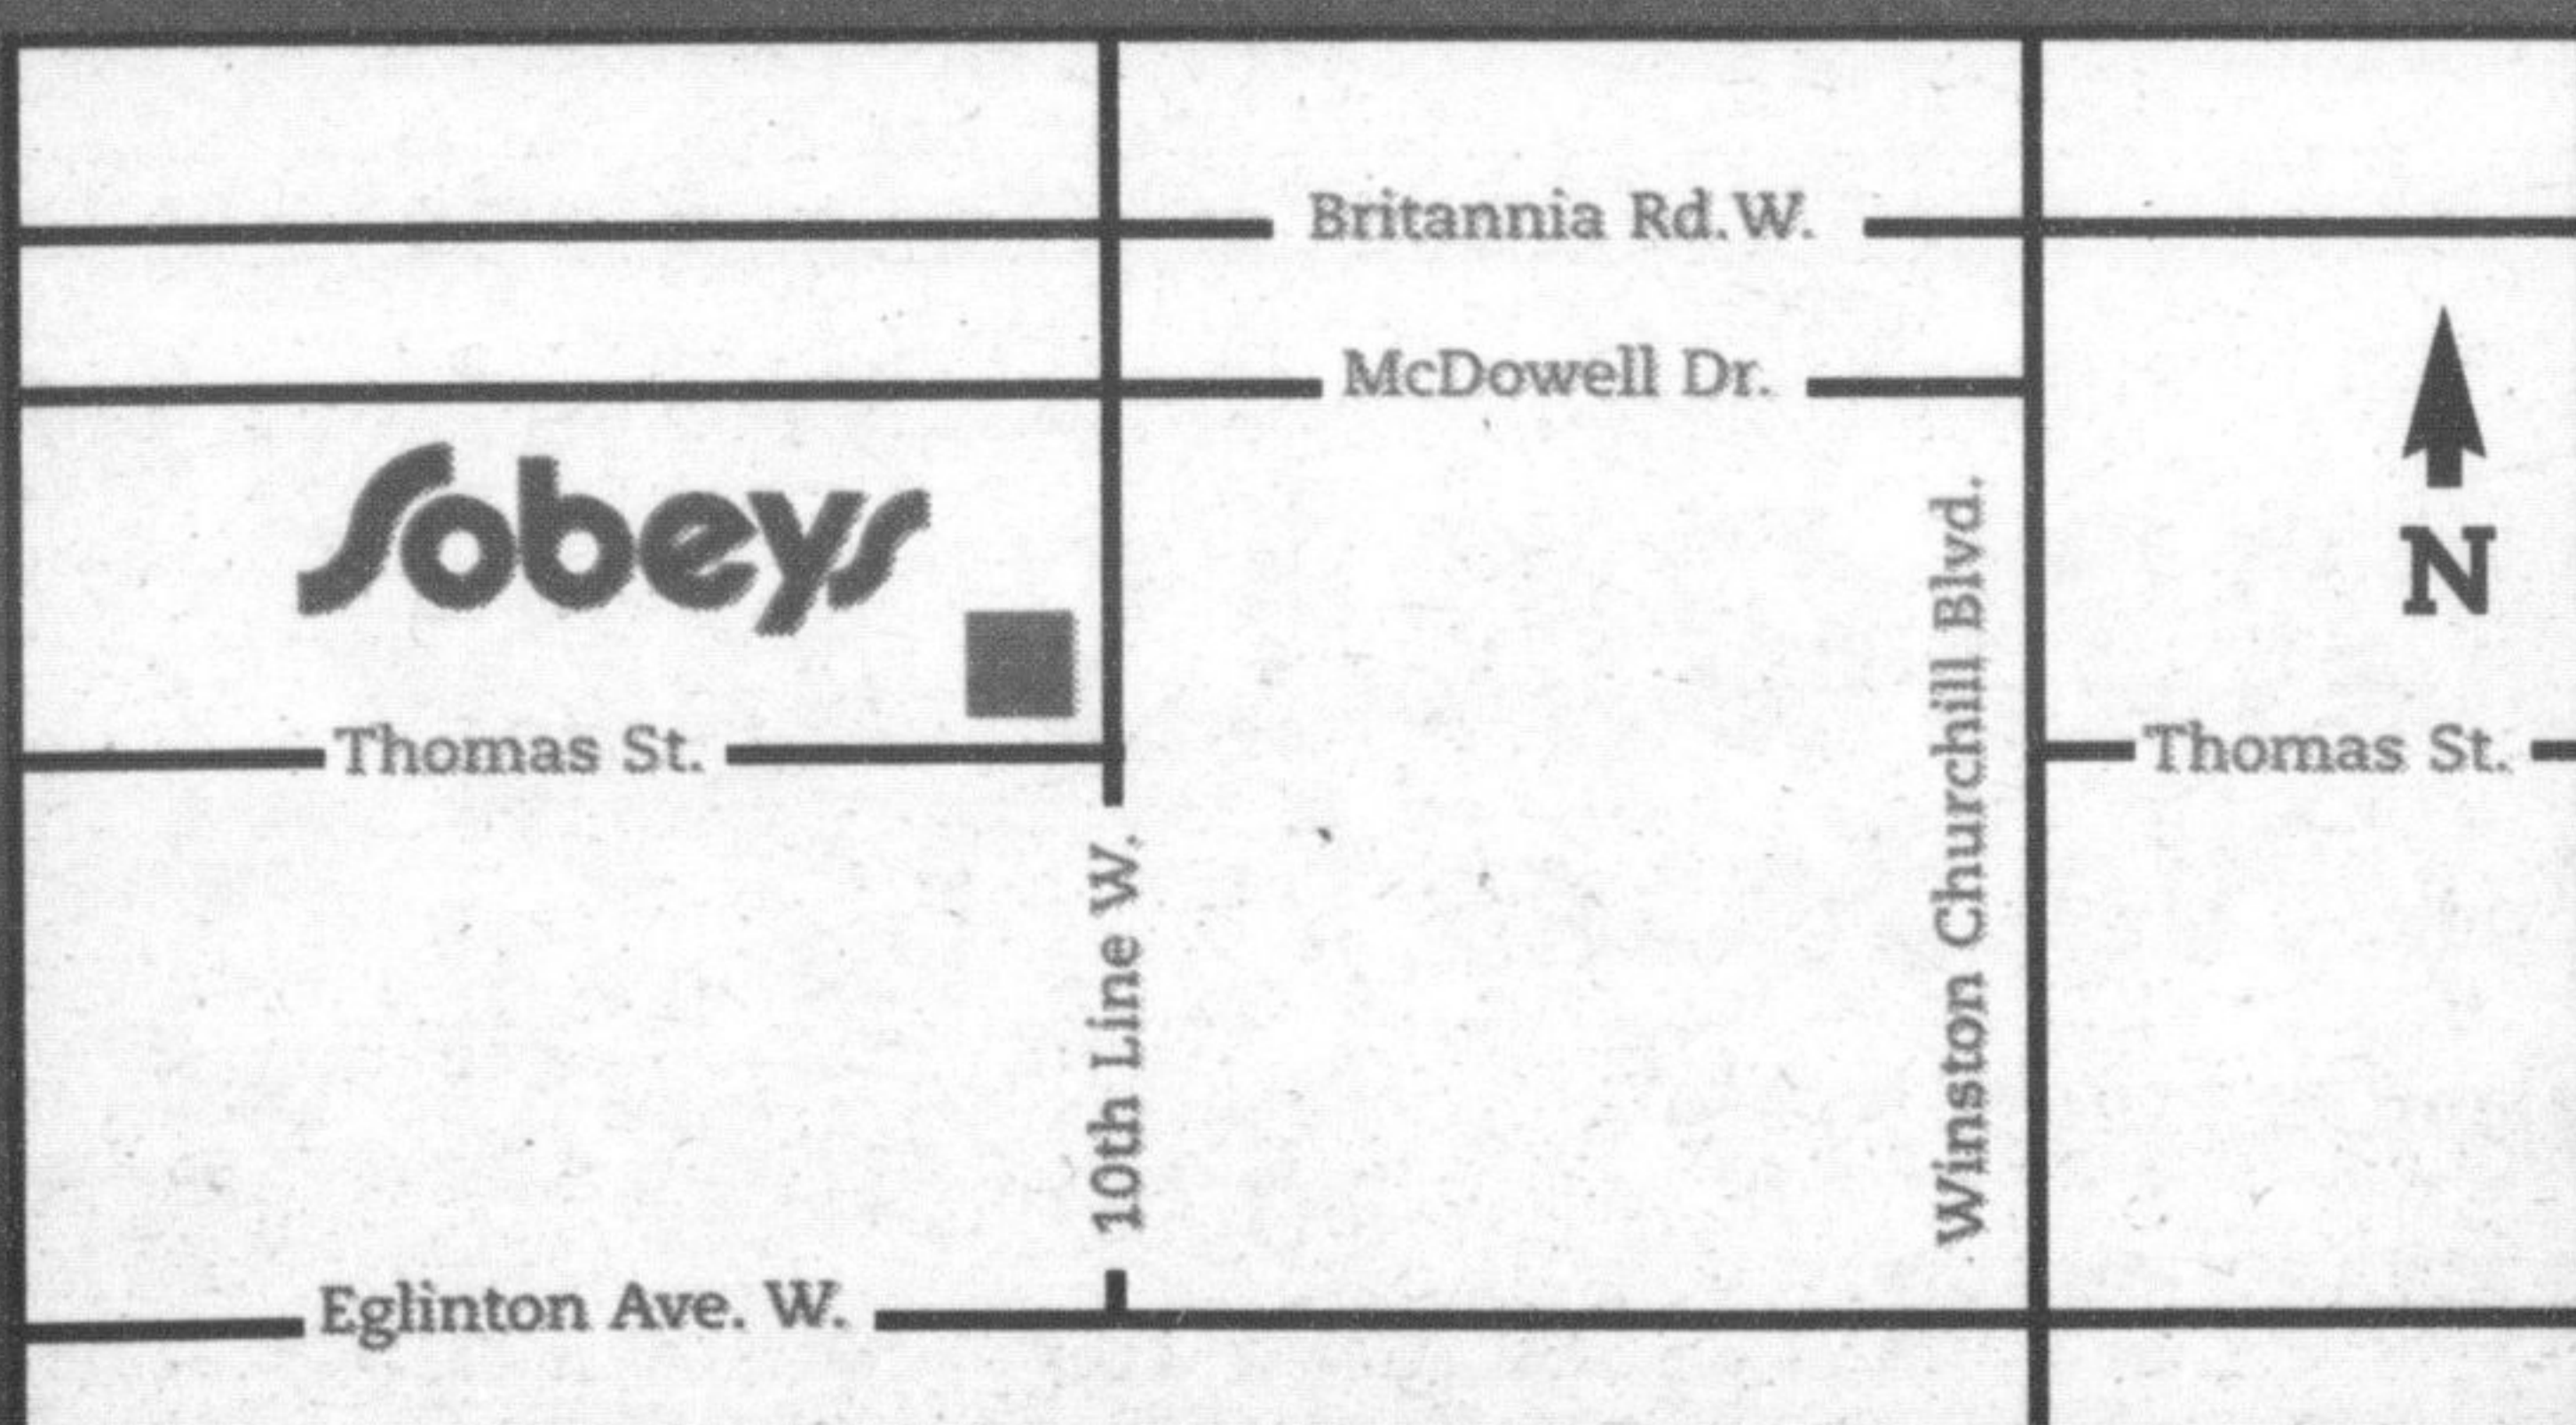 Britannia Rd.W.
McDowell Dr.
Sobeys
N
Thomas St.
Thomas St.
10th Line W.
Winston Churchill Blvd.
Eglinton Ave. W.